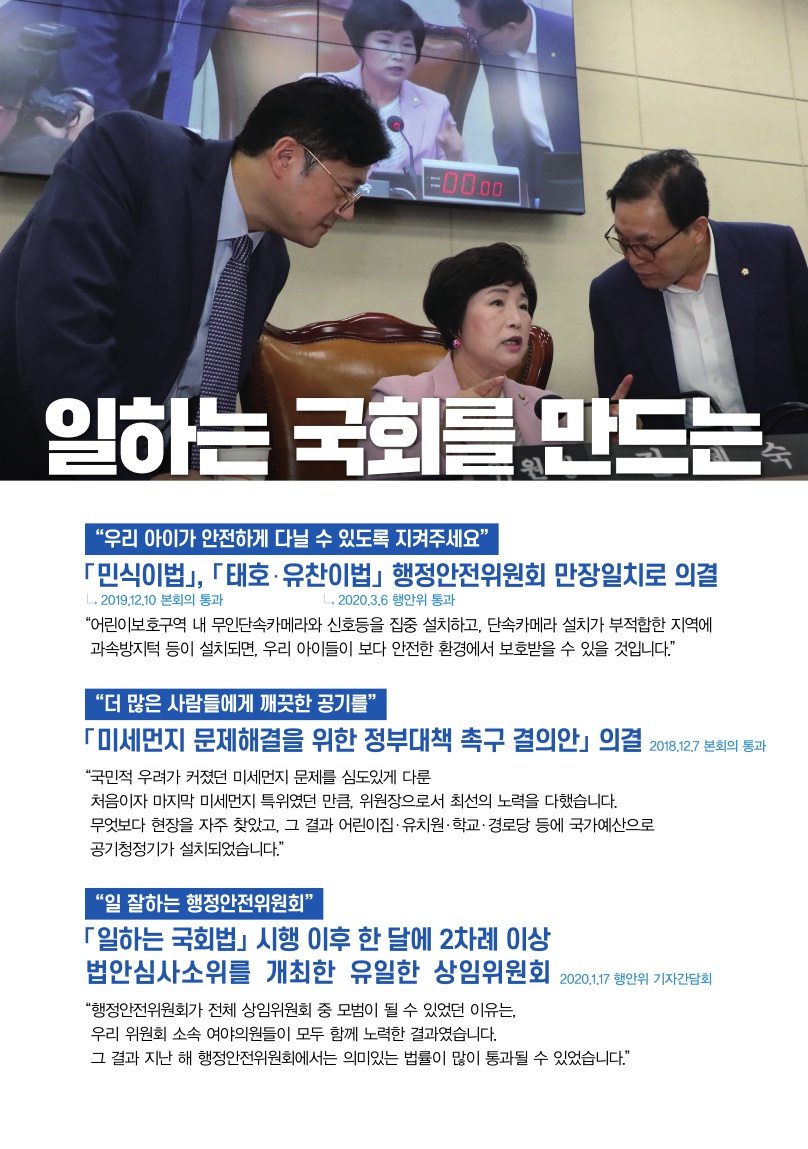 00:00
일하는 국회를 만드는
“우리 아이가 안전하게 다닐 수 있도록 지켜주세요”
「민식이법」, 「태호·유찬이법」 행정안전위원회 만장일치로 의결
2019.12.10 본회의 통과 2020.3.6 행안위 통과
“어린이보호구역 내 무인단속카메라와 신호등을 집중 설치하고, 단속카메라 설치가 부적합한 지역에
과속방지턱 등이 설치되면, 우리 아이들이 보다 안전한 환경에서 보호받을 수 있을 것입니다.”
“더 많은 사람들에게 깨끗한 공기를”
「미세먼지 문제해결을 위한 정부대책 촉구 결의안」 의결 2018.12.7 본회의 통과
“국민적 우려가 커졌던 미세먼지 문제를 심도있게 다룬
처음이자 마지막 미세먼지 특위였던 만큼, 위원장으로서 최선의 노력을 다했습니다.
무엇보다 현장을 자주 찾았고, 그 결과 어린이집·유치원·학교·경로당 등에 국가예산으로
공기청정기가 설치되었습니다.”
“일 잘하는 행정안전위원회”
「일하는 국회법」 시행 이후 한 달에 2차례 이상
법안심사소위를 개최한 유일한 상임위원회 2020.1.17 행안위 기자간담회
“행정안전위원회가 전체 상임위원회 중 모범이 될 수 있었던 이유는,
우리 위원회 소속 여야의원들이 모두 함께 노력한 결과였습니다.
그 결과 지난 해 행정안전위원회에서는 의미있는 법률이 많이 통과될 수 있었습니다.”